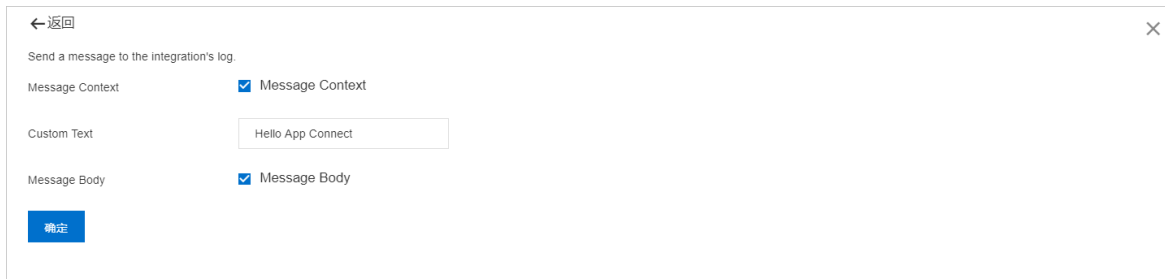 ←返回
Send a message to the integration's log.
Message Context Message Context
Custom Text Hello App Connect
Message Body Message Body
确定